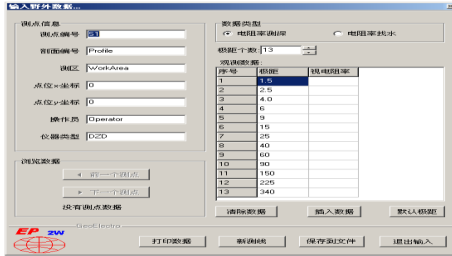 输入野外数据...
测点信息
测点编号 S1
剖面编号 Profile
测区 WorkArea
点位x坐标 0
点位y坐标 0
操作员 Operator
仪器类型 DZD
浏览数据
前一个测点
下一个测点
没有测点数据
数据类型
电阻率测深 电阻率找水
极距个数: 13
观测数据:
序号 极距 视电阻率
1 1.5
2 2.5
3 4.0
4 6
5 9
6 15
7 25
8 40
9 60
10 90
11 150
12 225
13 340
清除数据 插入数据 默认极距
GeoElectro
EP 2W
打印数据 新测线 保存到文件 退出输入